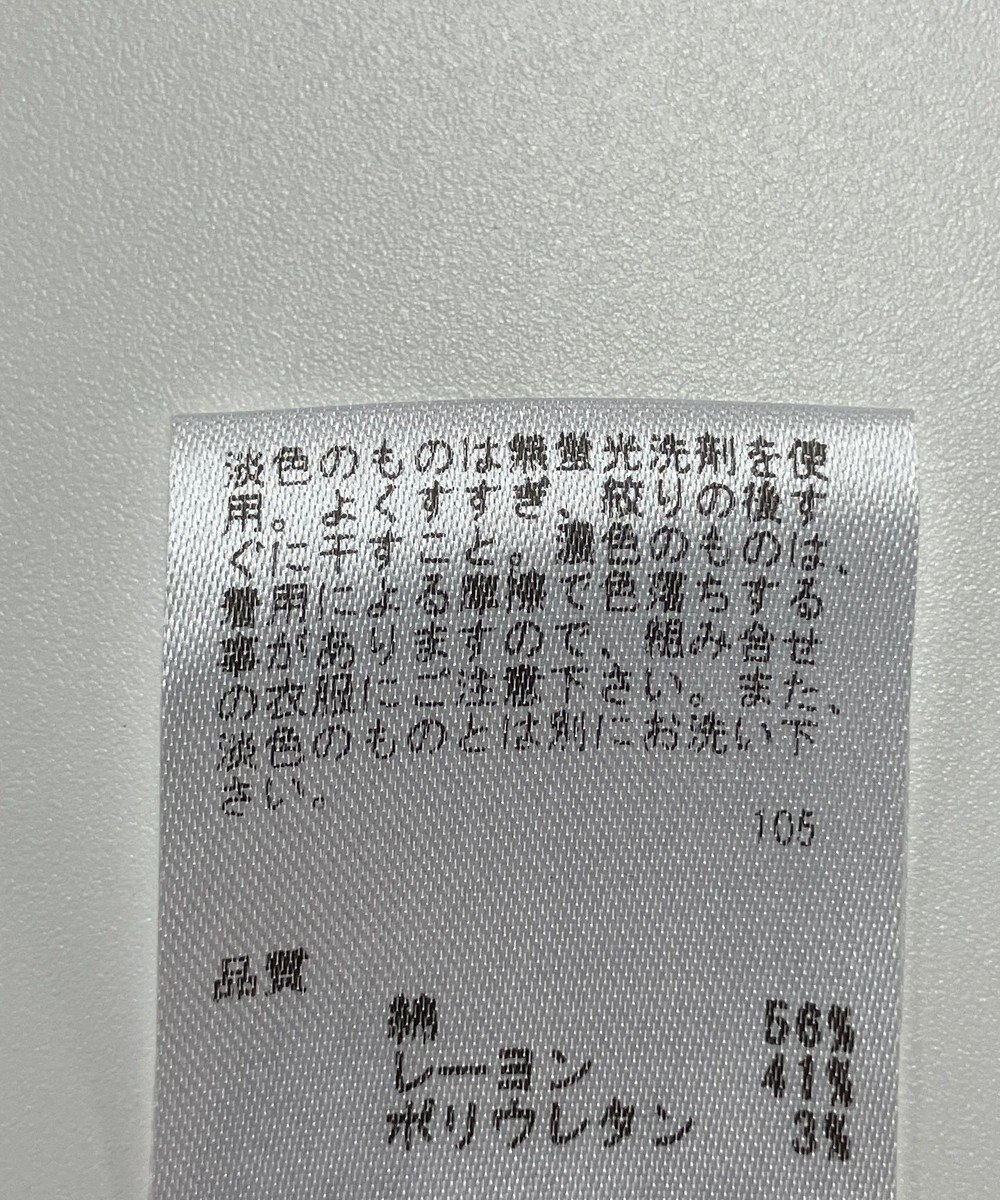 淡色のものは無蛍光洗剤を使
用。よくすすぎ、絞りの後す
ぐに干すこと。濃色のものは、
着用による摩擦で色落ちする
事がありますので、組み合せ
の衣服にご注意下さい。また、
淡色のものとは別にお洗い下
さい。
105
品質
綿 56%
レーヨン 41%
ポリウレタン 3%